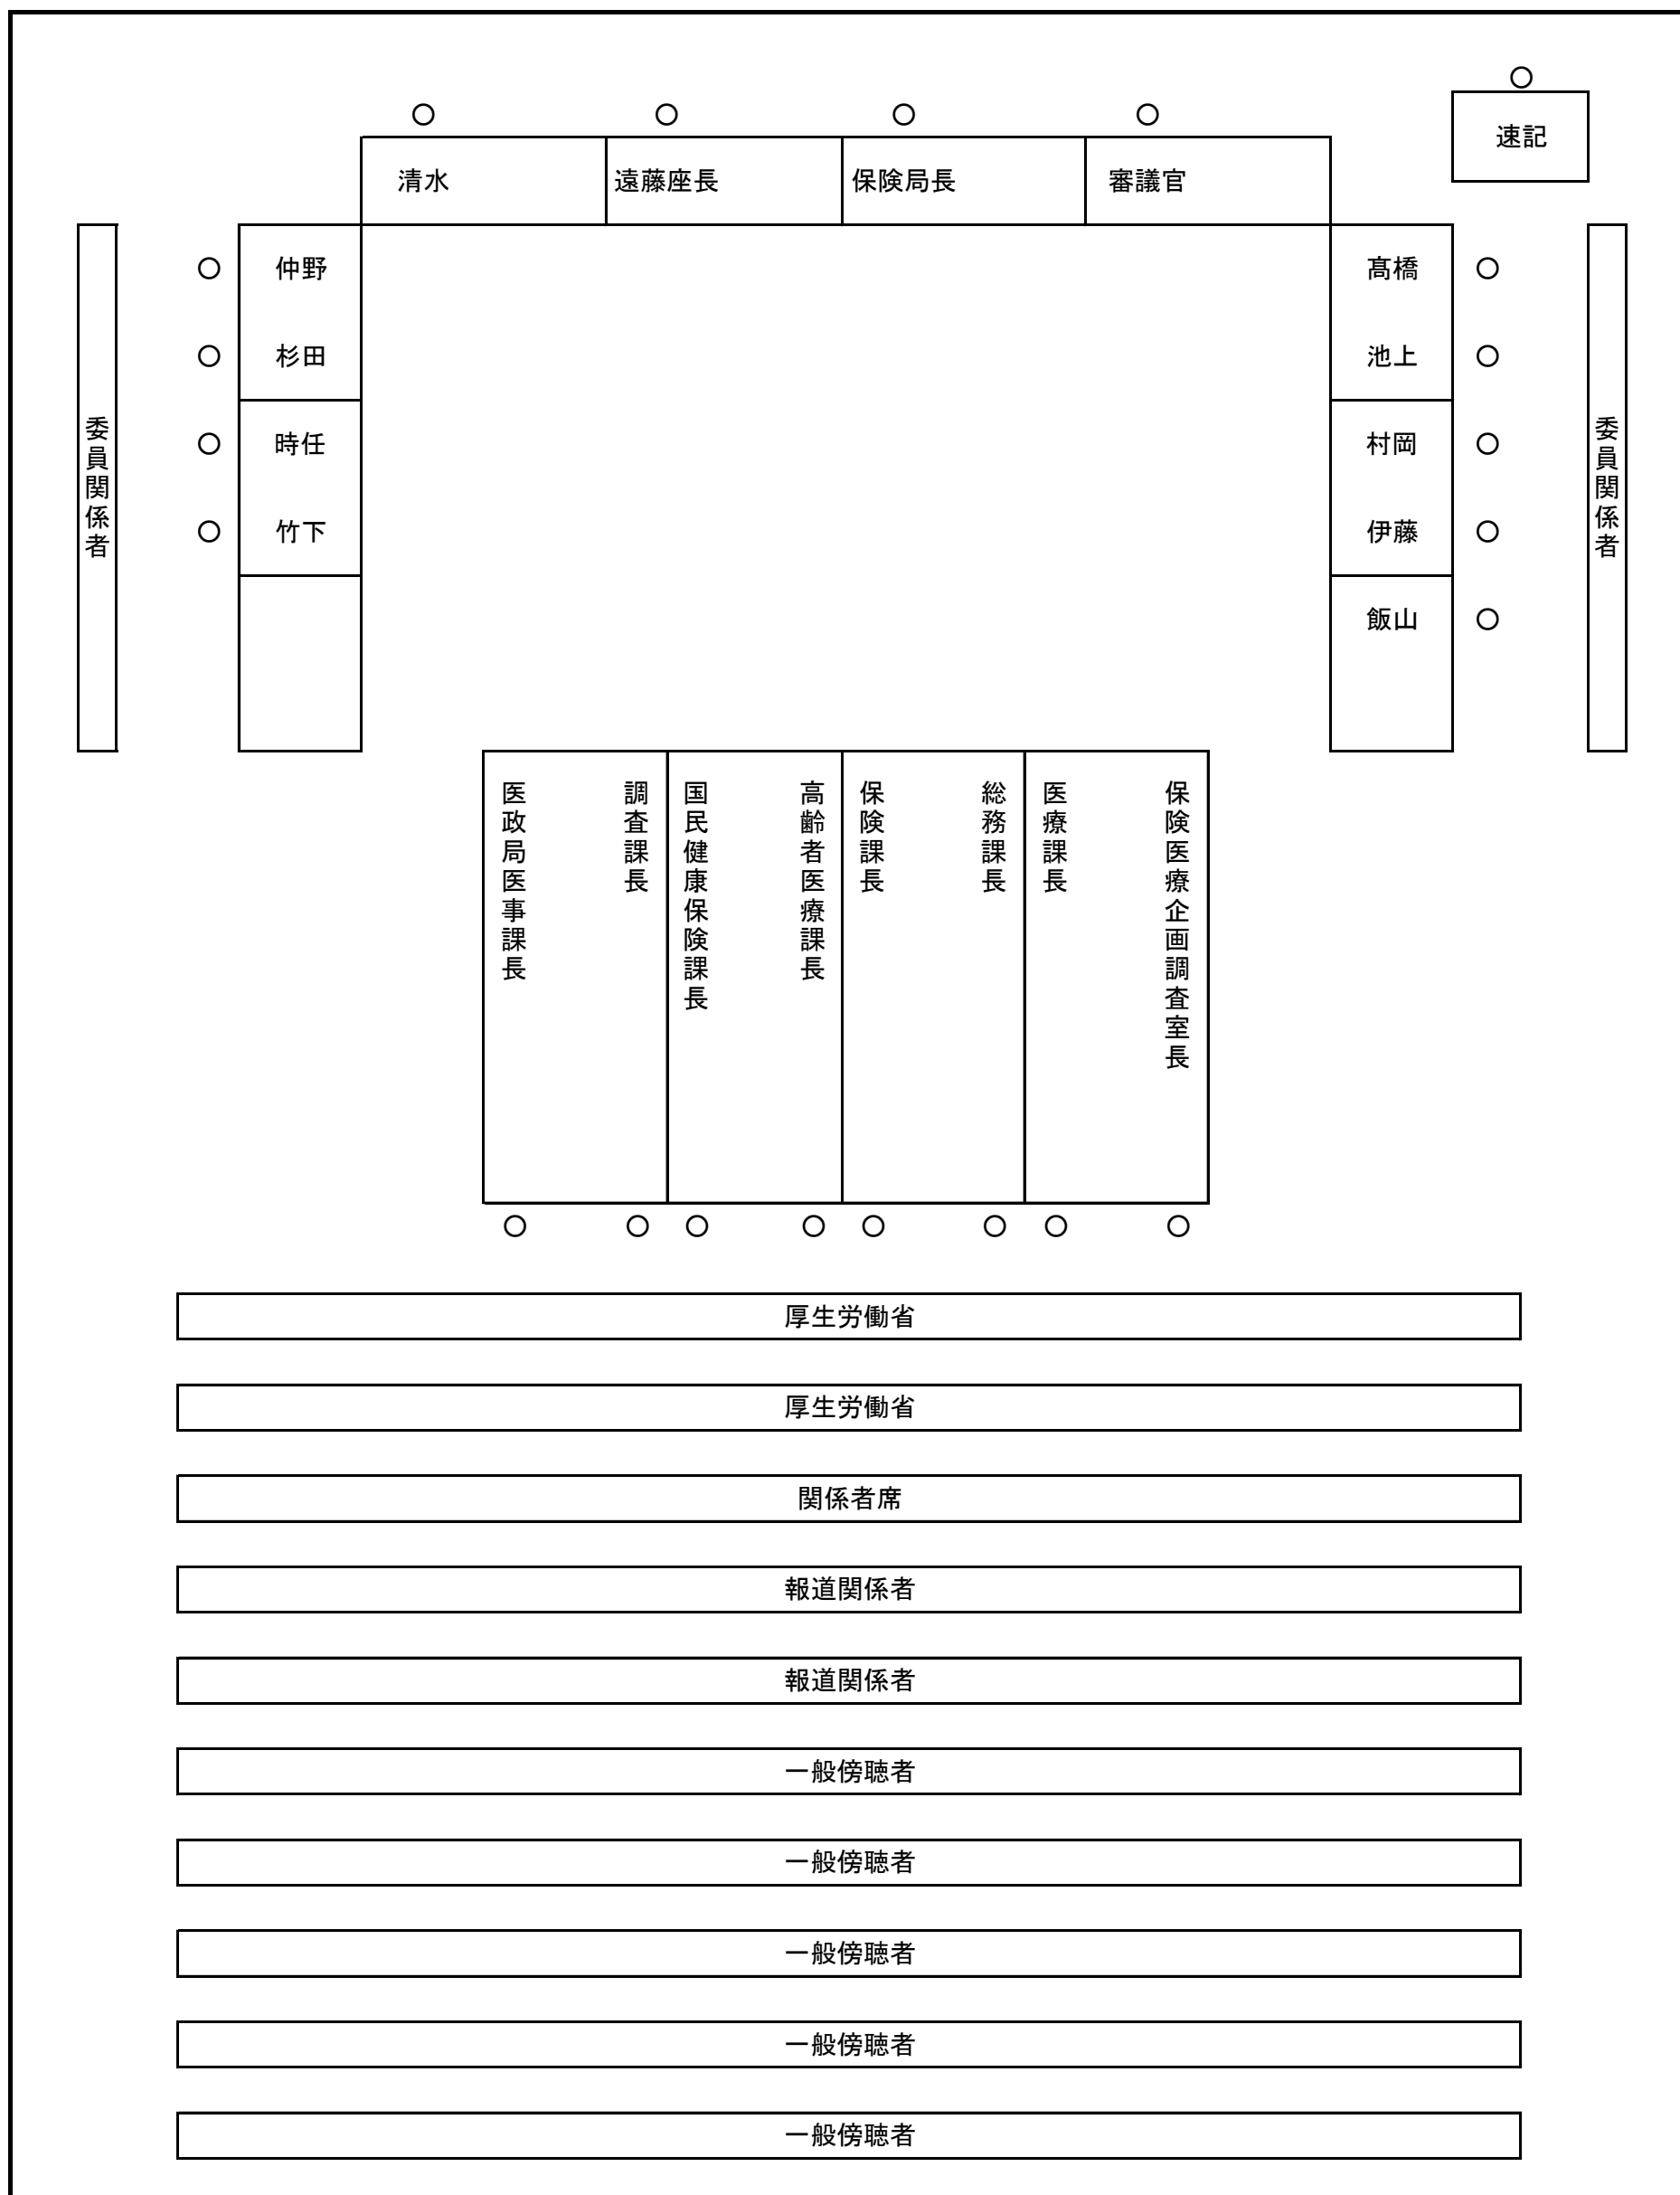 速記
清水
遠藤座長
保険局長
審議官
委員関係者
仲野
杉田
時任
竹下
髙橋
池上
村岡
伊藤
飯山
委員関係者
医政局医事課長
調査課長
国民健康保険課長
高齢者医療課長
保険課長
総務課長
医療課長
保険医療企画調査室長
厚生労働省
厚生労働省
関係者席
報道関係者
報道関係者
一般傍聴者
一般傍聴者
一般傍聴者
一般傍聴者
一般傍聴者